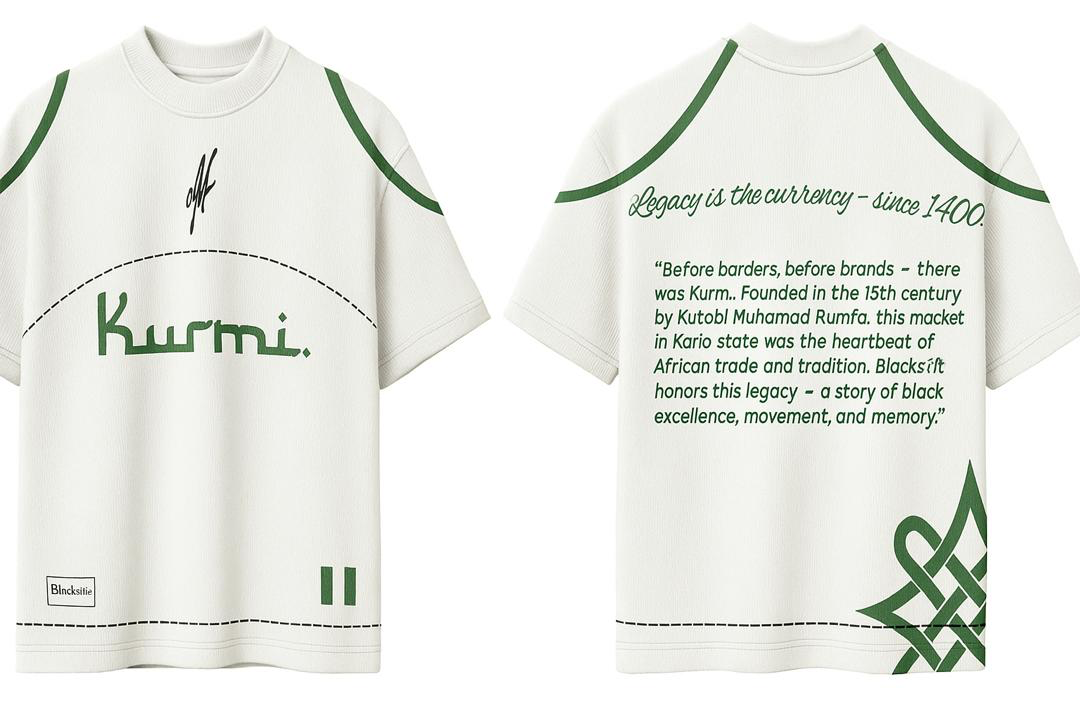 Kurmi.
Blncksitie
Legacy is the currency – since 1400.
“Before barders, before brands – there
was Kurm.. Founded in the 15th century
by Kutobl Muhamad Rumfa. this macket
in Kario state was the heartbeat of
African trade and tradition. Blacksift
honors this legacy – a story of black
excellence, movement, and memory.”